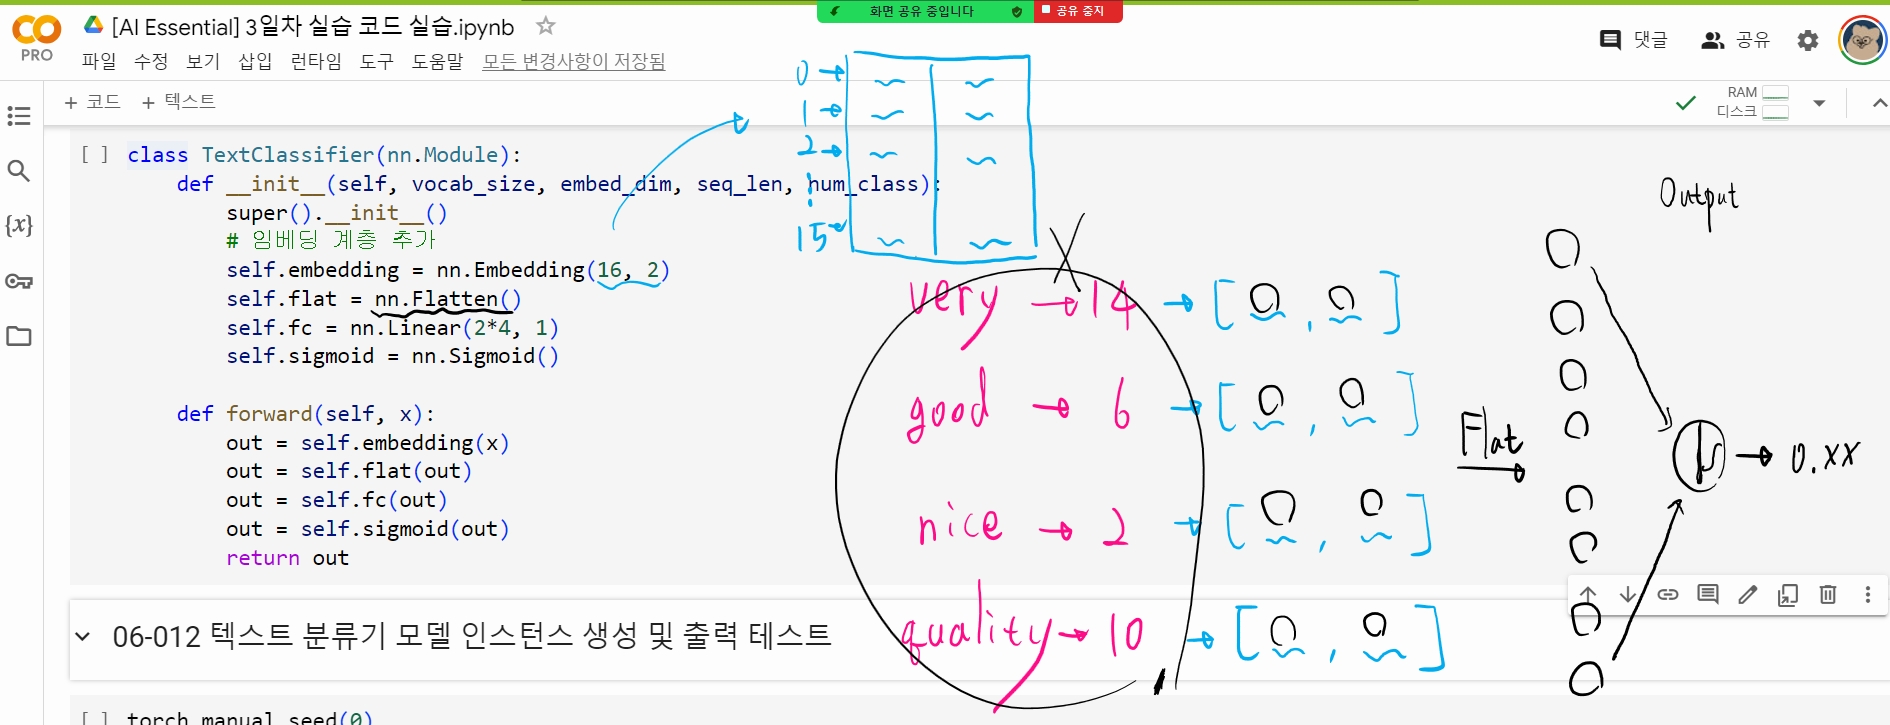 화면 공유 중입니다 공유 중지
CO PRO
[AI Essential] 3일차 실습 코드 실습.ipynb
파일 수정 보기 삽입 런타임 도구 도움말 모든 변경사항이 저장됨
댓글 공유
+ 코드 + 텍스트
RAM
디스크
[ ] class TextClassifier(nn.Module):
def __init__(self, vocab_size, embed_dim, seq_len, num_class):
super().__init__()
# 임베딩 계층 추가
self.embedding = nn.Embedding(16, 2)
self.flat = nn.Flatten()
self.fc = nn.Linear(2*4, 1)
self.sigmoid = nn.Sigmoid()
def forward(self, x):
out = self.embedding(x)
out = self.flat(out)
out = self.fc(out)
out = self.sigmoid(out)
return out
0 →
1 →
2 →
⋮
15 →
X
very → 14 → [ , ]
good → 6 → [ , ]
nice → 2 → [ , ]
quality → 10 → [ , ]
Flat
Output
→ 0.XX
06-012 텍스트 분류기 모델 인스턴스 생성 및 출력 테스트
[ ] torch.manual_seed(0)